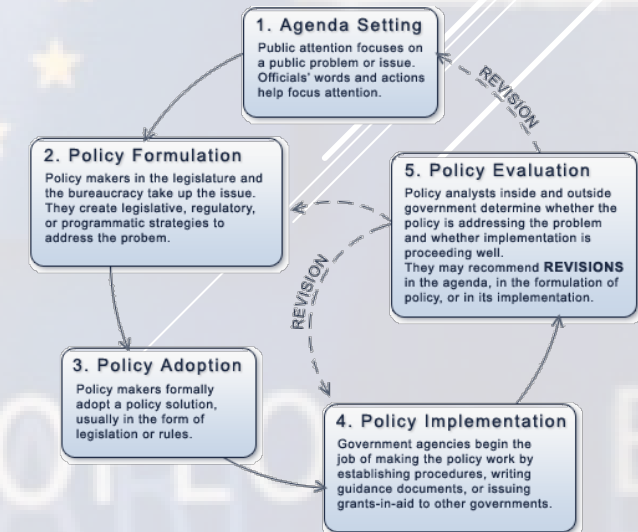 1. Agenda Setting
Public attention focuses on
a public problem or issue.
Officials' words and actions
help focus attention.
REVISION
2. Policy Formulation
Policy makers in the legislature and
the bureaucracy take up the issue.
They create legislative, regulatory,
or programmatic strategies to
address the probem.
5. Policy Evaluation
Policy analysts inside and outside
government determine whether the
policy is addressing the problem
and whether implementation is
proceeding well.
They may recommend REVISIONS
in the agenda, in the formulation of
policy, or in its implementation.
REVISION
3. Policy Adoption
Policy makers formally
adopt a policy solution,
usually in the form of
legislation or rules.
4. Policy Implementation
Government agencies begin the
job of making the policy work by
establishing procedures, writing
guidance documents, or issuing
grants-in-aid to other governments.